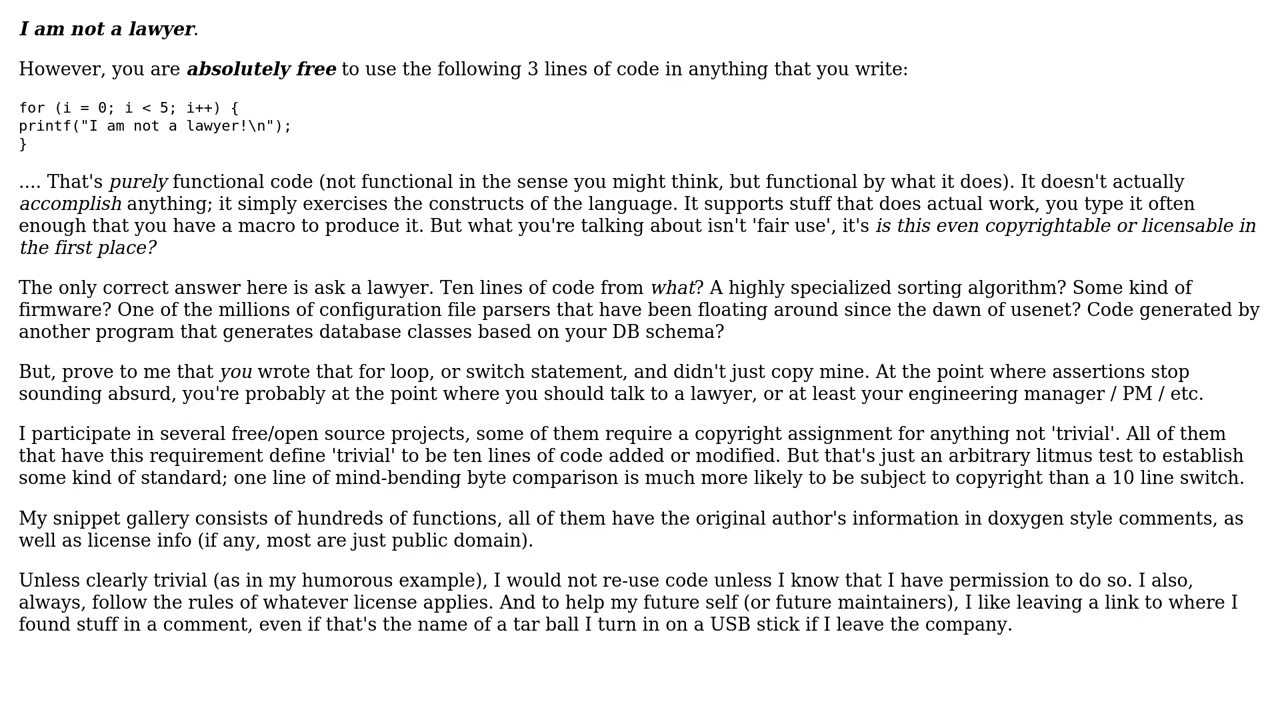 I am not a lawyer.
However, you are absolutely free to use the following 3 lines of code in anything that you write:
for (i = 0; i < 5; i++) {
printf("I am not a lawyer!\n");
}
.... That's purely functional code (not functional in the sense you might think, but functional by what it does). It doesn't actually
accomplish anything; it simply exercises the constructs of the language. It supports stuff that does actual work, you type it often
enough that you have a macro to produce it. But what you're talking about isn't 'fair use', it's is this even copyrightable or licensable in
the first place?
The only correct answer here is ask a lawyer. Ten lines of code from what? A highly specialized sorting algorithm? Some kind of
firmware? One of the millions of configuration file parsers that have been floating around since the dawn of usenet? Code generated by
another program that generates database classes based on your DB schema?
But, prove to me that you wrote that for loop, or switch statement, and didn't just copy mine. At the point where assertions stop
sounding absurd, you're probably at the point where you should talk to a lawyer, or at least your engineering manager / PM / etc.
I participate in several free/open source projects, some of them require a copyright assignment for anything not 'trivial'. All of them
that have this requirement define 'trivial' to be ten lines of code added or modified. But that's just an arbitrary litmus test to establish
some kind of standard; one line of mind-bending byte comparison is much more likely to be subject to copyright than a 10 line switch.
My snippet gallery consists of hundreds of functions, all of them have the original author's information in doxygen style comments, as
well as license info (if any, most are just public domain).
Unless clearly trivial (as in my humorous example), I would not re-use code unless I know that I have permission to do so. I also,
always, follow the rules of whatever license applies. And to help my future self (or future maintainers), I like leaving a link to where I
found stuff in a comment, even if that's the name of a tar ball I turn in on a USB stick if I leave the company.